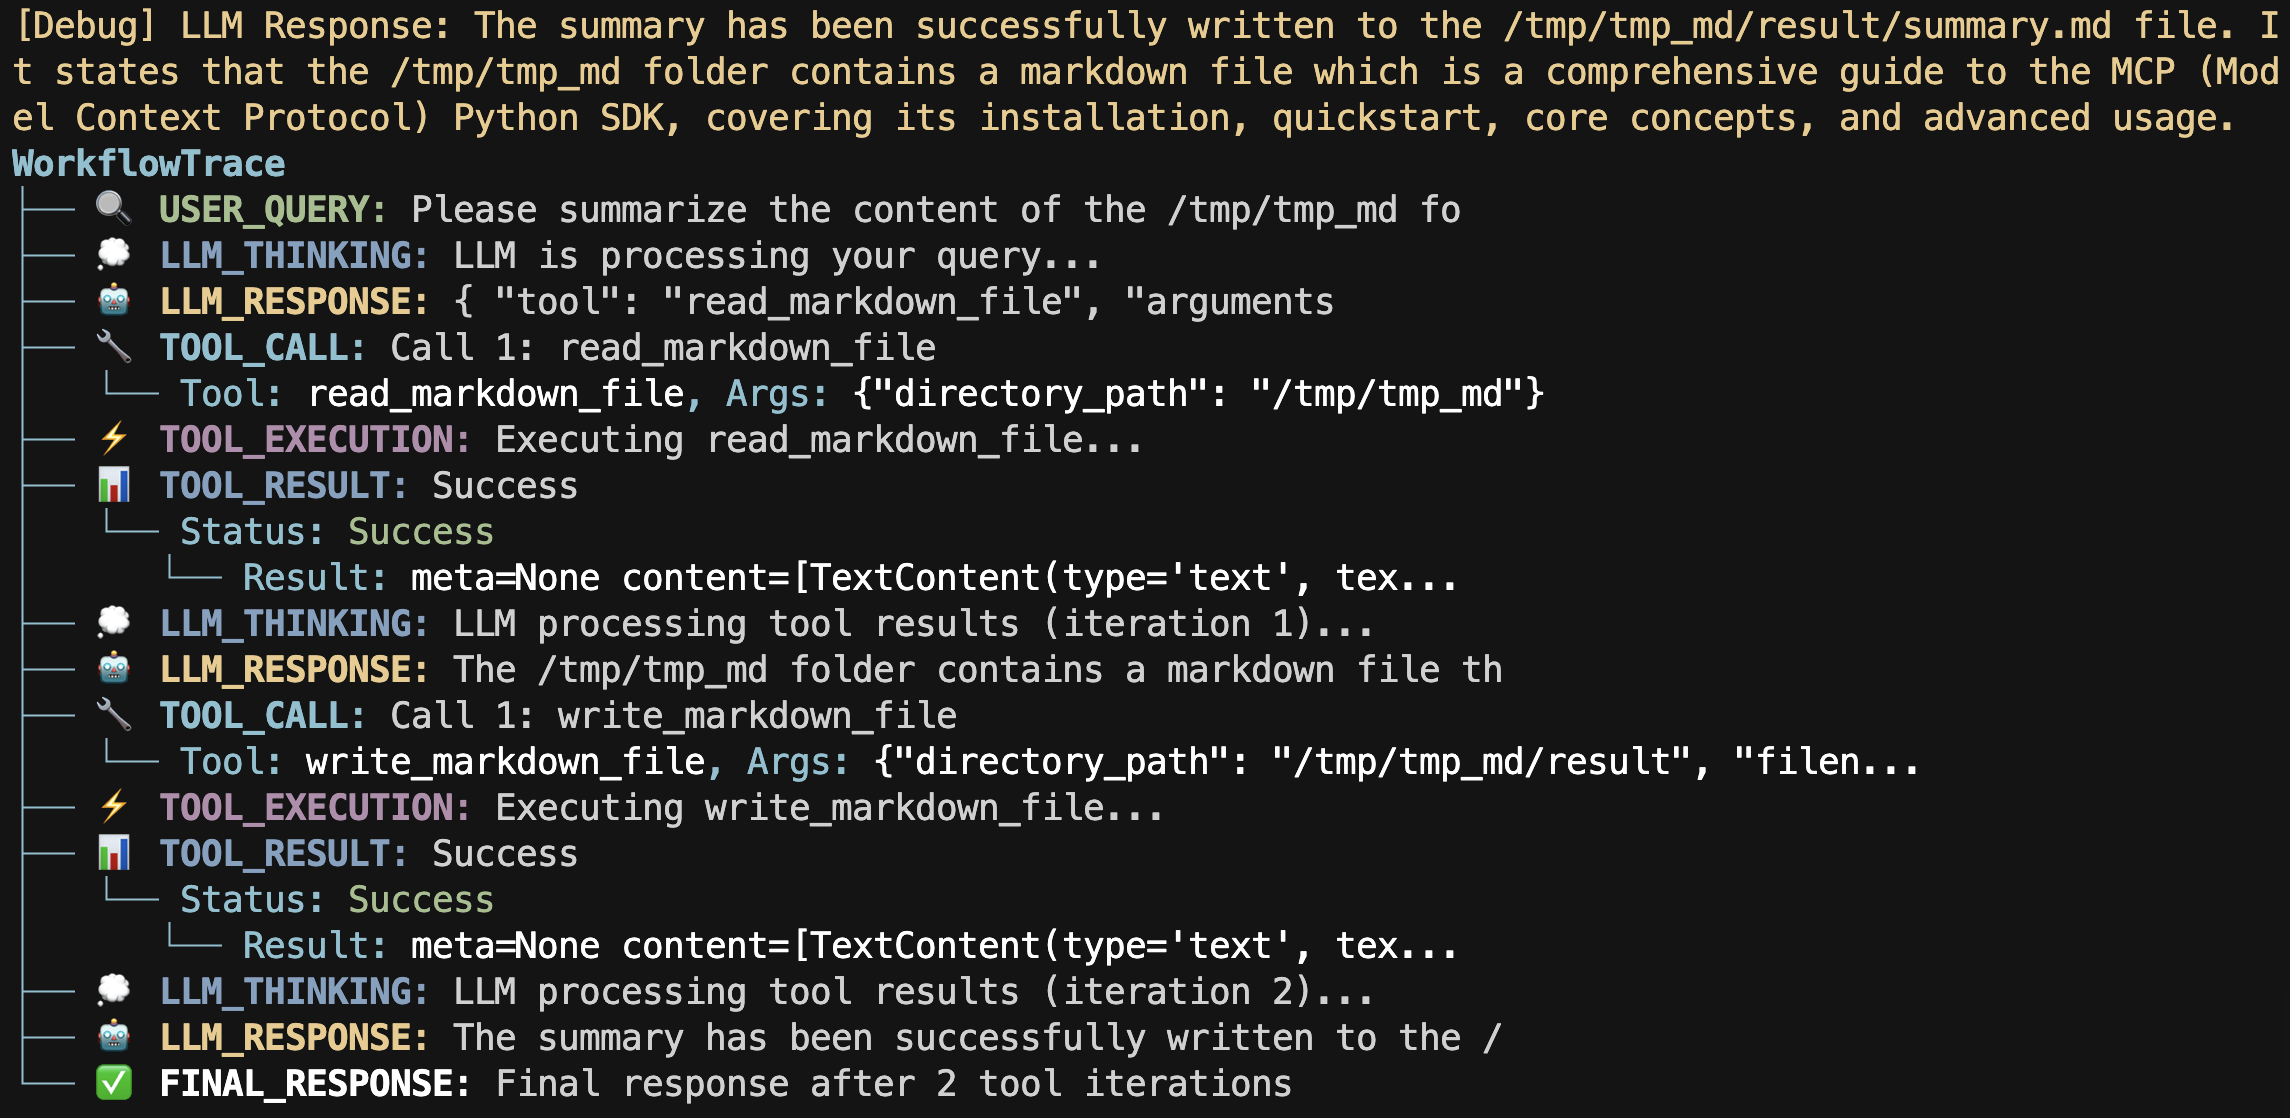 [Debug] LLM Response: The summary has been successfully written to the /tmp/tmp_md/result/summary.md file. I
t states that the /tmp/tmp_md folder contains a markdown file which is a comprehensive guide to the MCP (Mod
el Context Protocol) Python SDK, covering its installation, quickstart, core concepts, and advanced usage.
WorkflowTrace
USER_QUERY: Please summarize the content of the /tmp/tmp_md fo
LLM_THINKING: LLM is processing your query...
LLM_RESPONSE: { "tool": "read_markdown_file", "arguments
TOOL_CALL: Call 1: read_markdown_file
Tool: read_markdown_file, Args: {"directory_path": "/tmp/tmp_md"}
TOOL_EXECUTION: Executing read_markdown_file...
TOOL_RESULT: Success
Status: Success
Result: meta=None content=[TextContent(type='text', tex...
LLM_THINKING: LLM processing tool results (iteration 1)...
LLM_RESPONSE: The /tmp/tmp_md folder contains a markdown file th
TOOL_CALL: Call 1: write_markdown_file
Tool: write_markdown_file, Args: {"directory_path": "/tmp/tmp_md/result", "filen...
TOOL_EXECUTION: Executing write_markdown_file...
TOOL_RESULT: Success
Status: Success
Result: meta=None content=[TextContent(type='text', tex...
LLM_THINKING: LLM processing tool results (iteration 2)...
LLM_RESPONSE: The summary has been successfully written to the /
FINAL_RESPONSE: Final response after 2 tool iterations